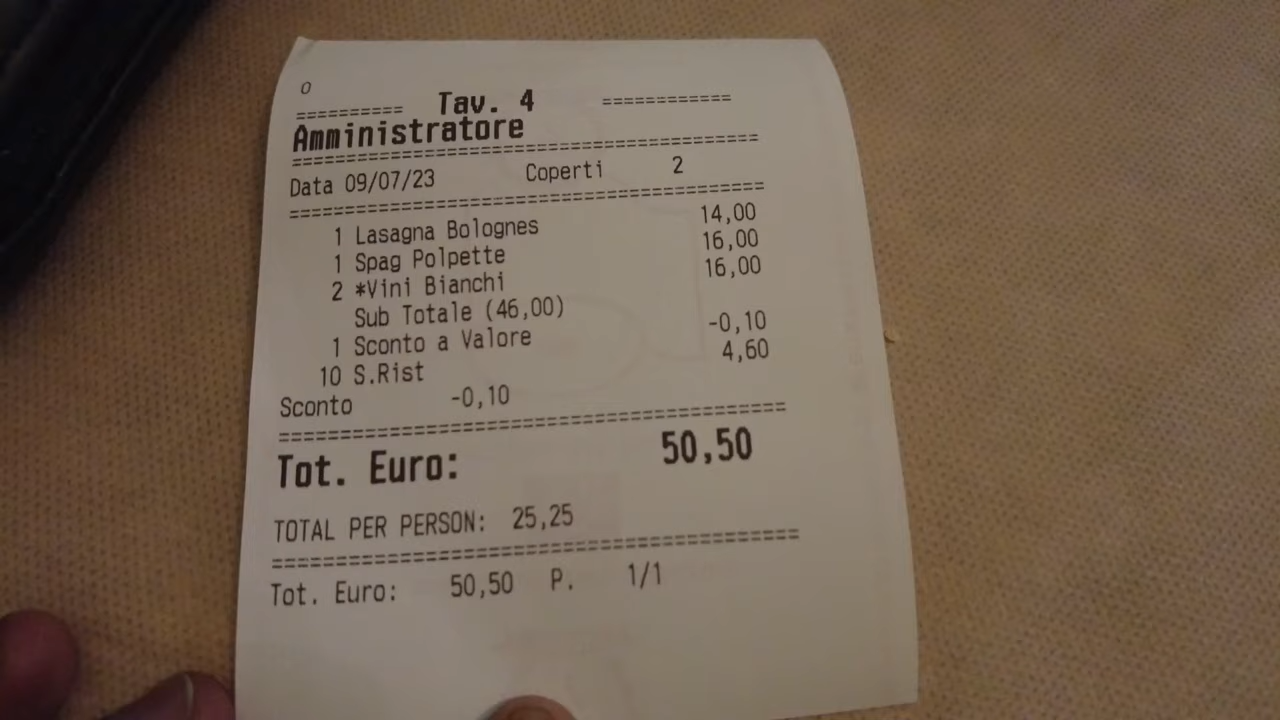 0
========== Tav. 4 ============
Amministratore
Data 09/07/23 Coperti 2
1 Lasagna Bolognes 14,00
1 Spag Polpette 16,00
2 *Vini Bianchi 16,00
Sub Totale (46,00)
1 Sconto a Valore -0,10
10 S.Rist 4,60
Sconto -0,10
Tot. Euro: 50,50
TOTAL PER PERSON: 25,25
Tot. Euro: 50,50 P. 1/1